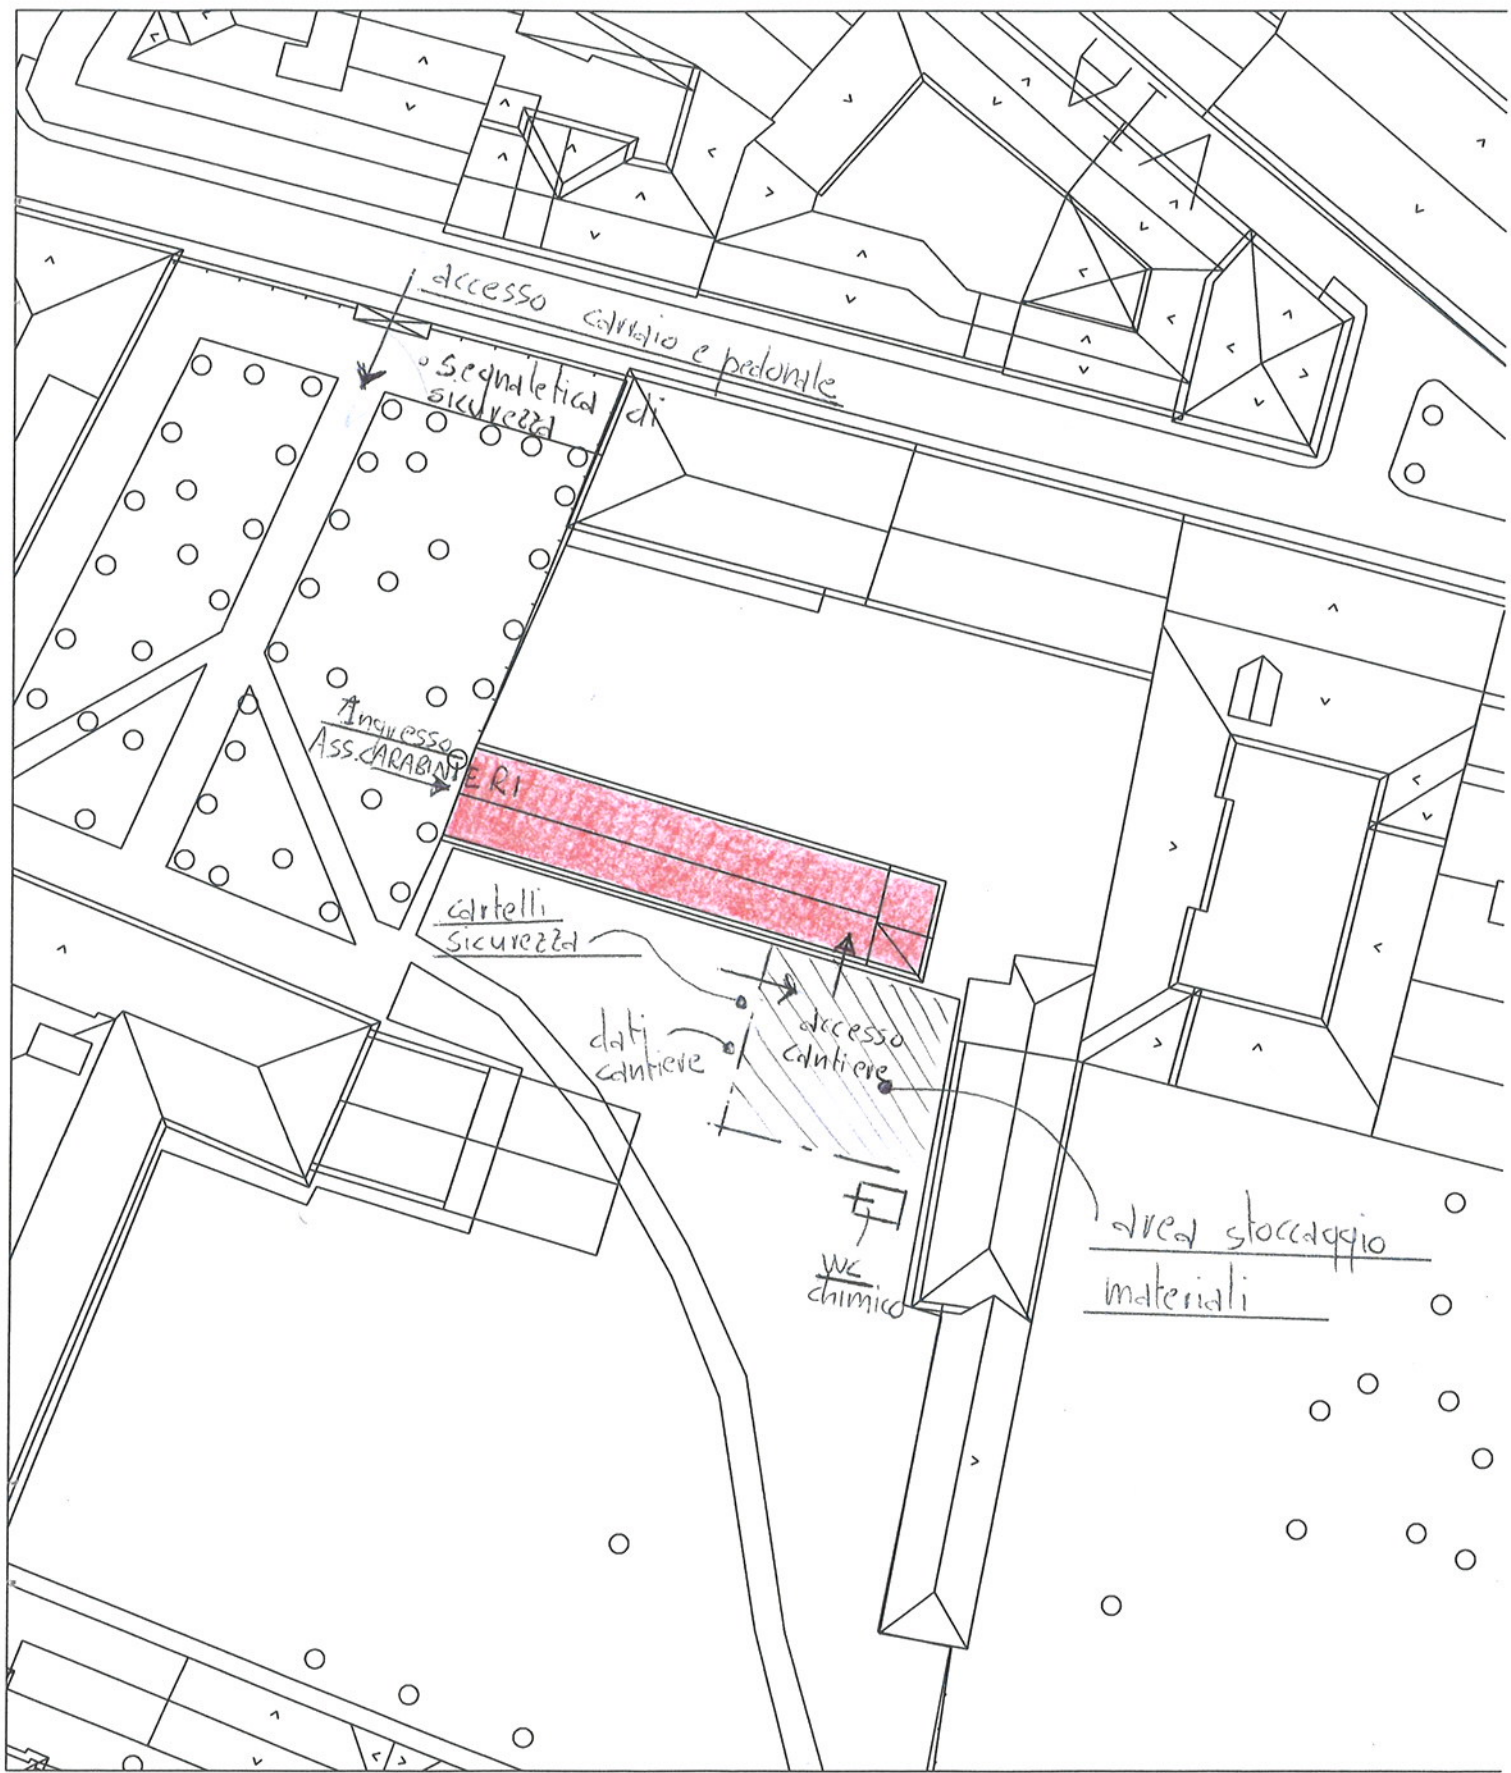 accesso carraio e pedonale
segnaletica di
sicurezza
Ingresso
ASS.CARABINIERI
cartelli
sicurezza
dati
cantiere
accesso
cantiere
area stoccaggio
materiali
WC
chimico